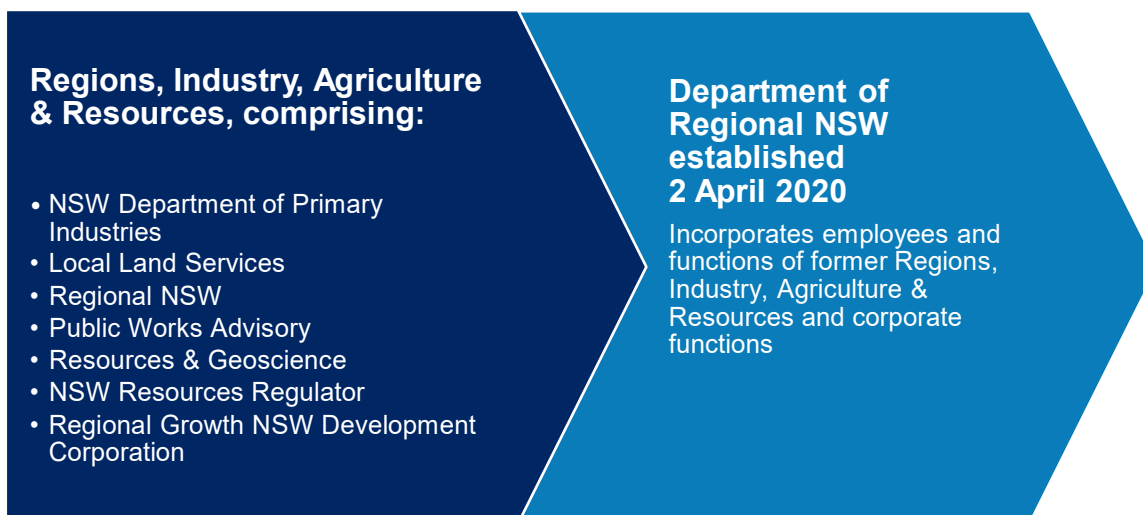 Regions, Industry, Agriculture
& Resources, comprising:
• NSW Department of Primary
Industries
• Local Land Services
• Regional NSW
• Public Works Advisory
• Resources & Geoscience
• NSW Resources Regulator
• Regional Growth NSW Development
Corporation
Department of
Regional NSW
established
2 April 2020
Incorporates employees and
functions of former Regions,
Industry, Agriculture &
Resources and corporate
functions